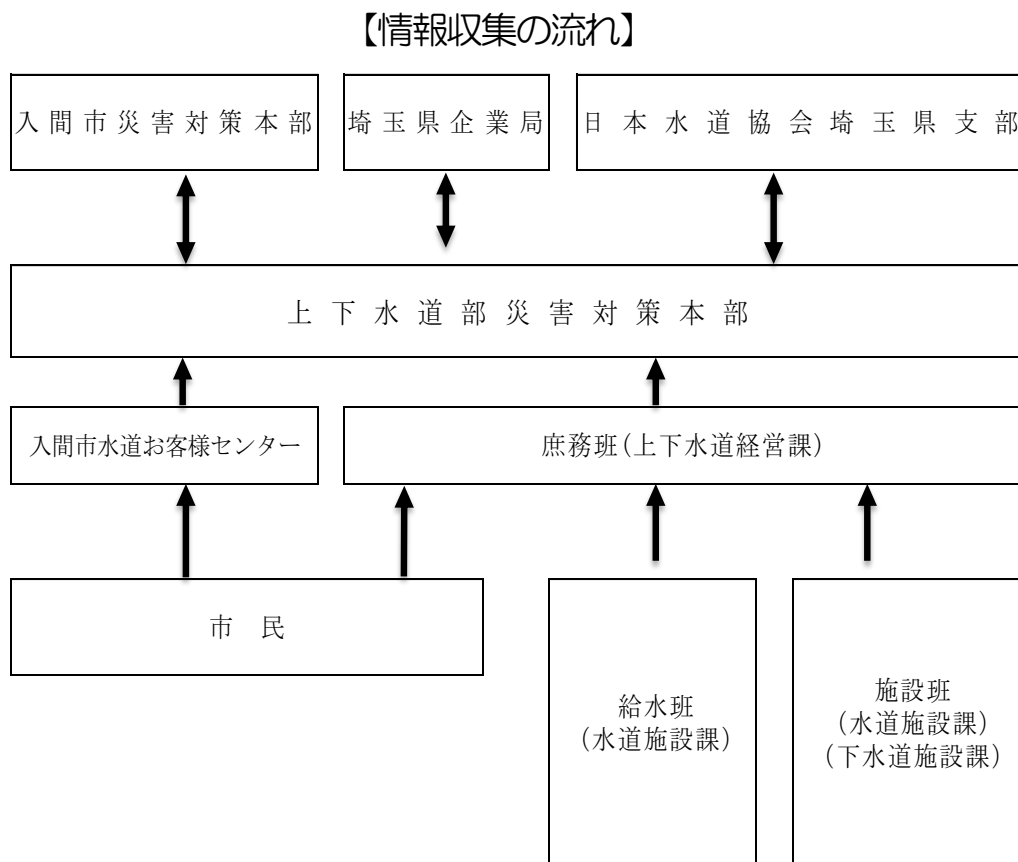 【情報収集の流れ】
入間市災害対策本部
埼玉県企業局
日本水道協会埼玉県支部
上下水道部災害対策本部
入間市水道お客様センター
庶務班(上下水道経営課)
市民
給水班
(水道施設課)
施設班
(水道施設課)
(下水道施設課)